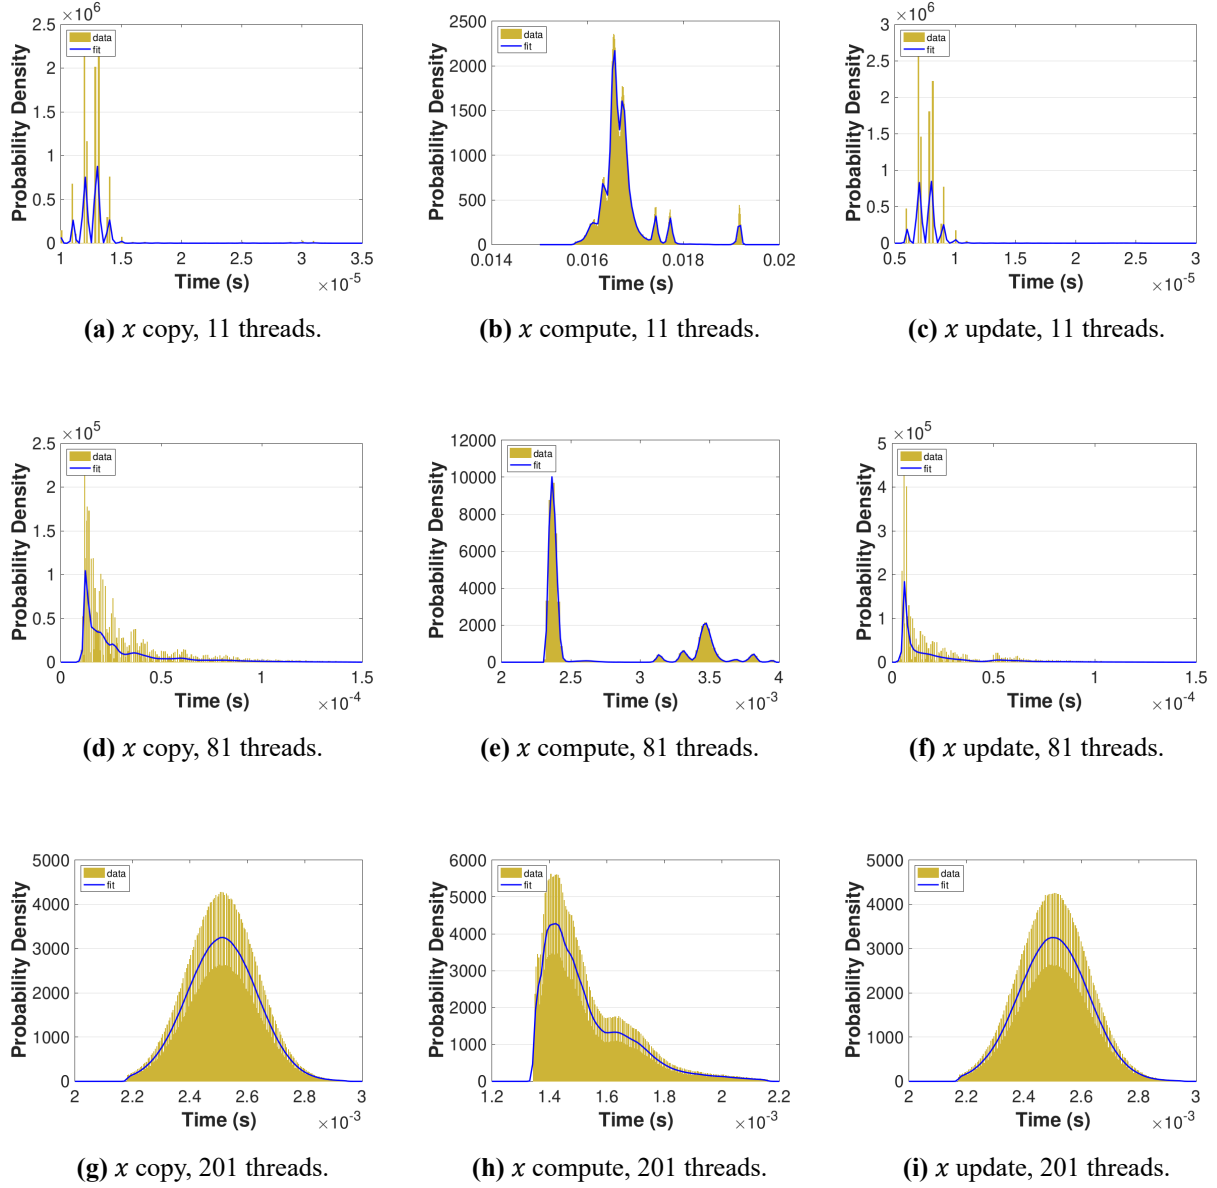 ×10^6
2.5
2
1.5
1
0.5
0
data
fit
Probability Density
1 1.5 2 2.5 3 3.5
Time (s)
×10^-5
(a) x copy, 11 threads.
2500
2000
1500
1000
500
0
data
fit
Probability Density
0.014 0.016 0.018 0.02
Time (s)
(b) x compute, 11 threads.
×10^6
3
2.5
2
1.5
1
0.5
0
data
fit
Probability Density
0.5 1 1.5 2 2.5 3
Time (s)
×10^-5
(c) x update, 11 threads.
×10^5
2.5
2
1.5
1
0.5
0
data
fit
Probability Density
0 0.5 1 1.5
Time (s)
×10^-4
(d) x copy, 81 threads.
12000
10000
8000
6000
4000
2000
0
data
fit
Probability Density
2 2.5 3 3.5 4
Time (s)
×10^-3
(e) x compute, 81 threads.
×10^5
5
4
3
2
1
0
data
fit
Probability Density
0 0.5 1 1.5
Time (s)
×10^-4
(f) x update, 81 threads.
5000
4000
3000
2000
1000
0
data
fit
Probability Density
2 2.2 2.4 2.6 2.8 3
Time (s)
×10^-3
(g) x copy, 201 threads.
6000
5000
4000
3000
2000
1000
0
data
fit
Probability Density
1.2 1.4 1.6 1.8 2 2.2
Time (s)
×10^-3
(h) x compute, 201 threads.
5000
4000
3000
2000
1000
0
data
fit
Probability Density
2 2.2 2.4 2.6 2.8 3
Time (s)
×10^-3
(i) x update, 201 threads.